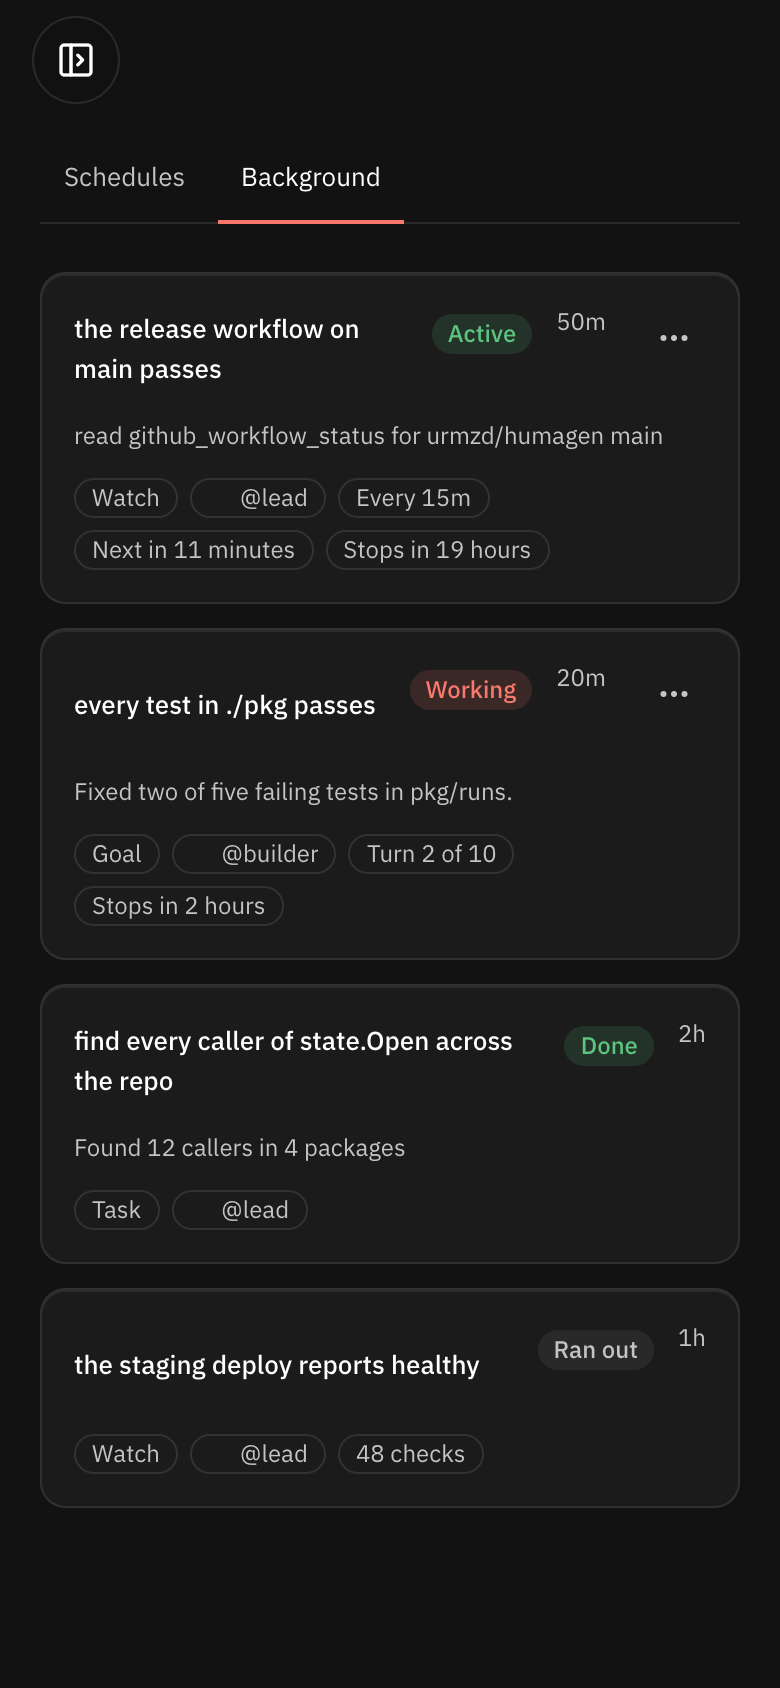 Schedules
Background
the release workflow on
main passes
Active
50m
read github_workflow_status for urmzd/humagen main
Watch
@lead
Every 15m
Next in 11 minutes
Stops in 19 hours
every test in ./pkg passes
Working
20m
Fixed two of five failing tests in pkg/runs.
Goal
@builder
Turn 2 of 10
Stops in 2 hours
find every caller of state.Open across
the repo
Done
2h
Found 12 callers in 4 packages
Task
@lead
the staging deploy reports healthy
Ran out
1h
Watch
@lead
48 checks